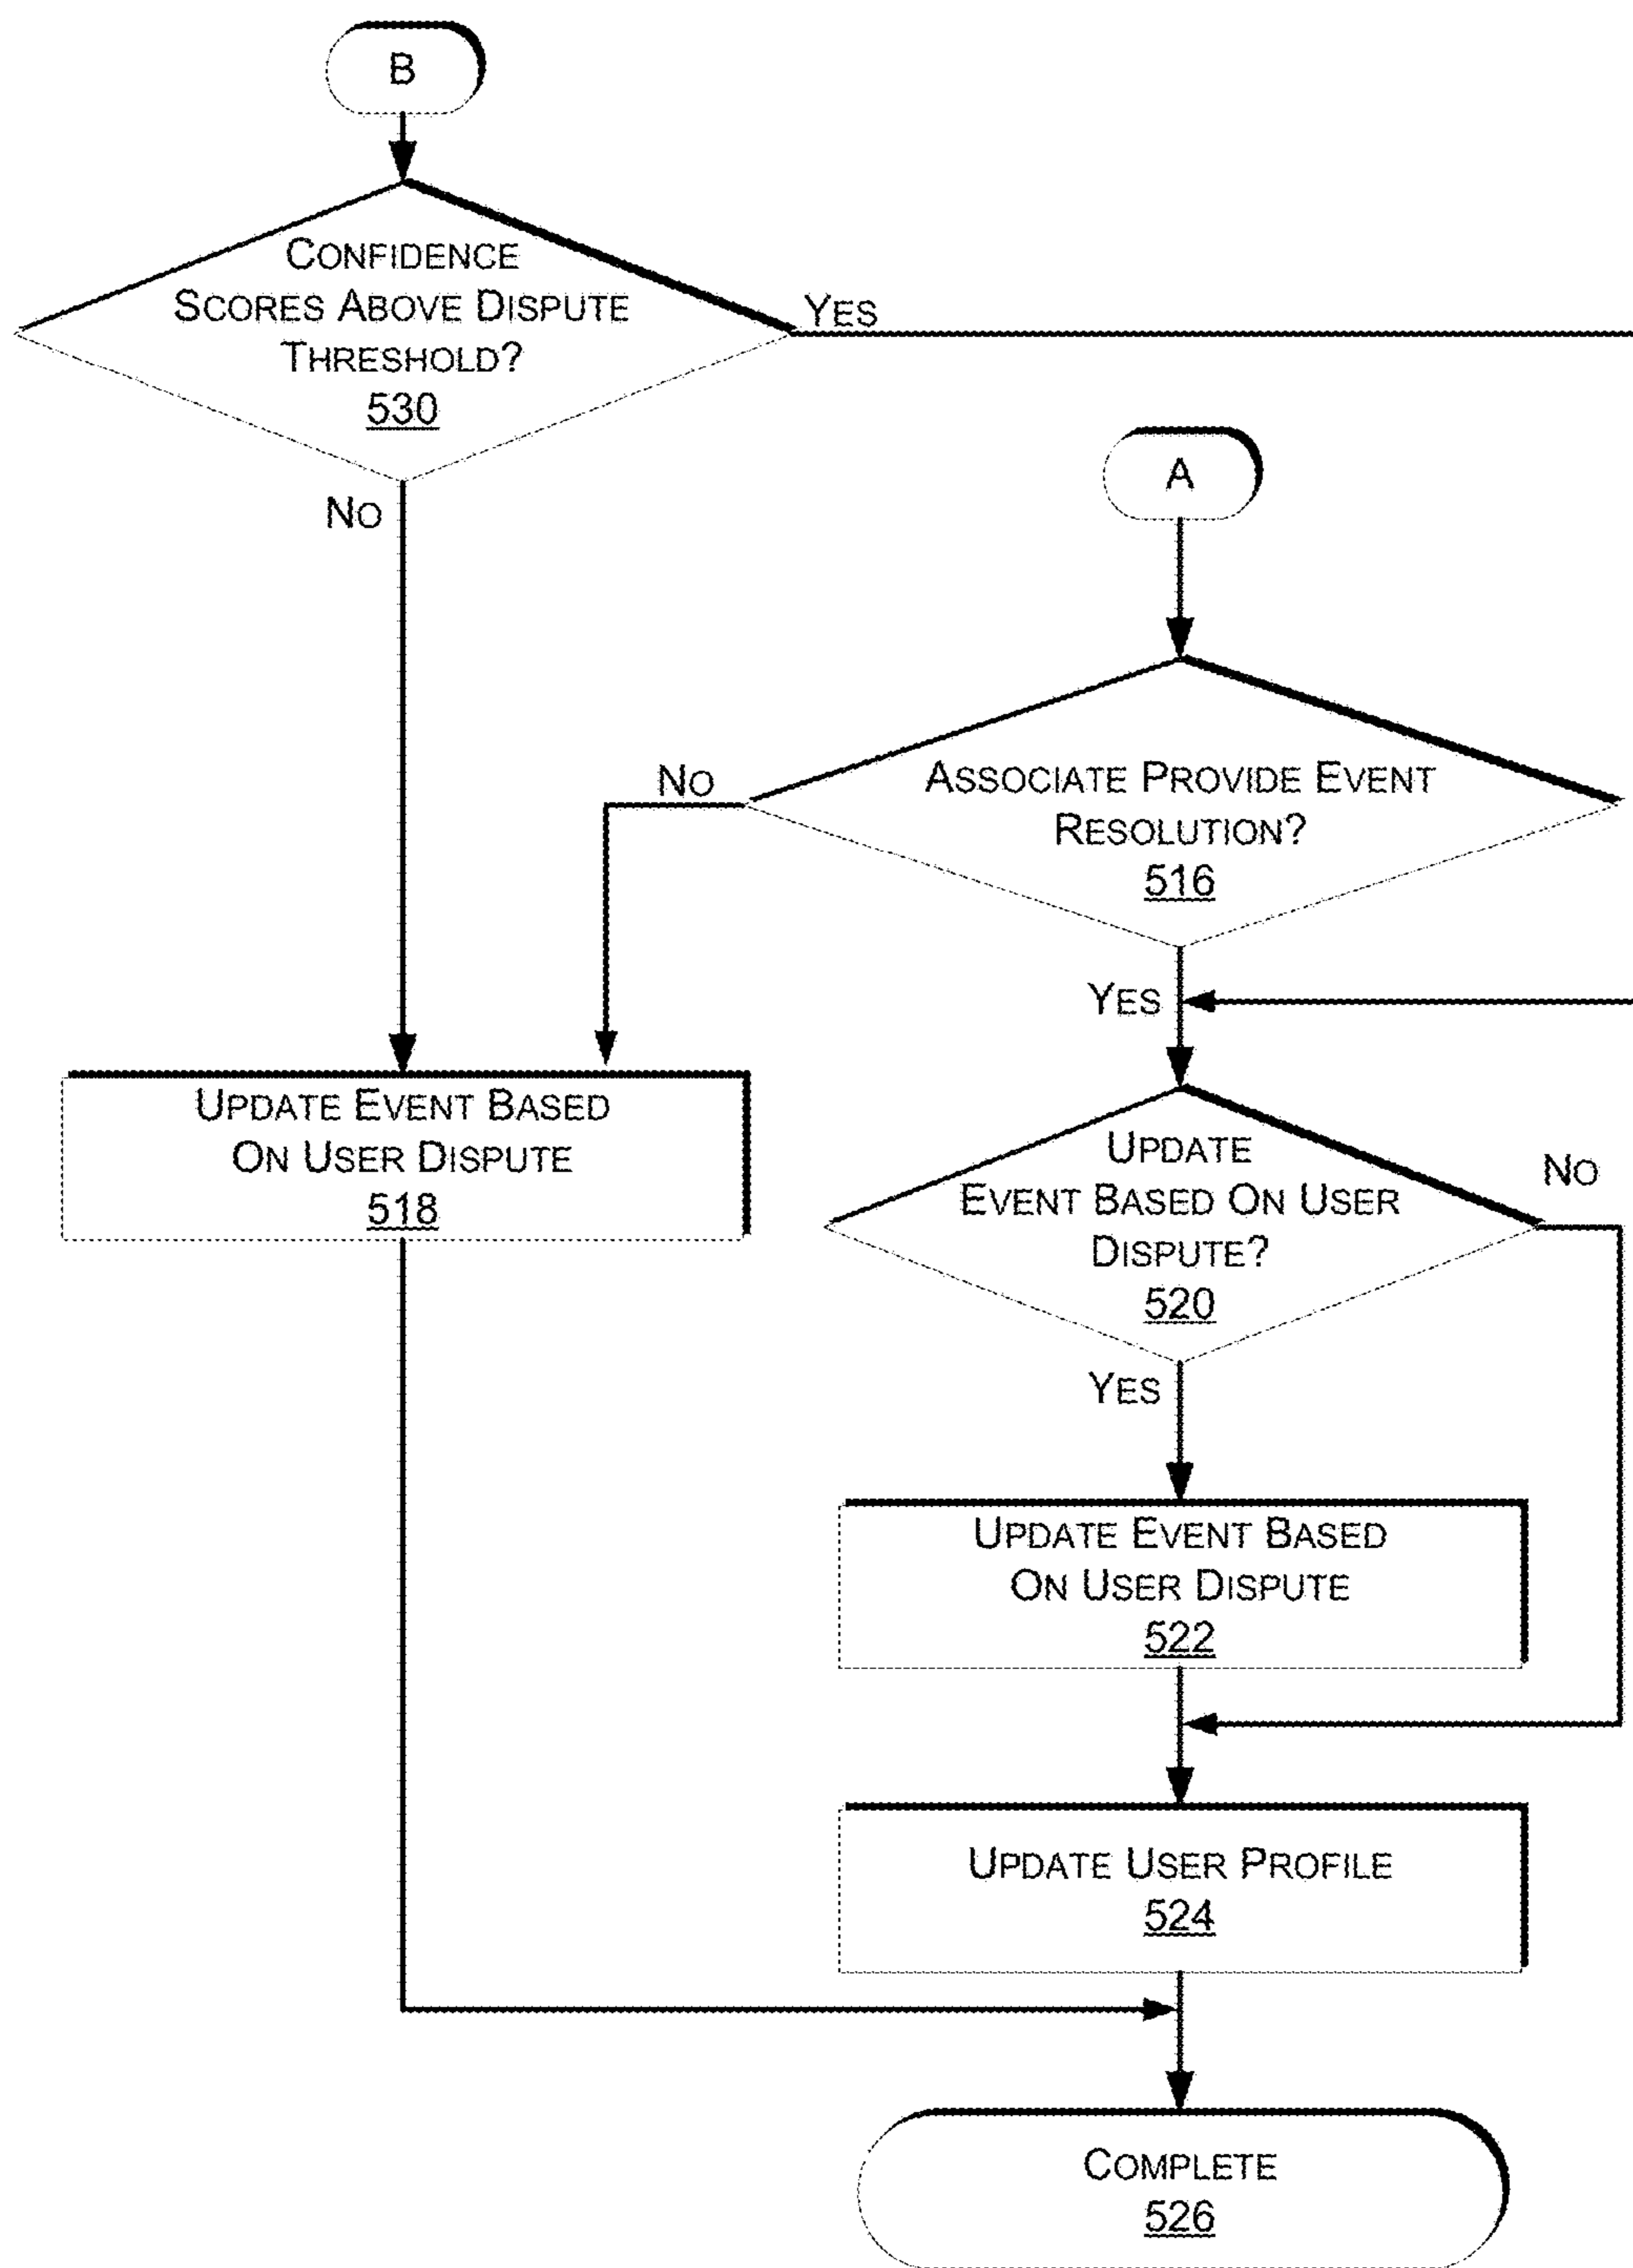 B
CONFIDENCE
SCORES ABOVE DISPUTE
THRESHOLD?
530
YES
NO
A
ASSOCIATE PROVIDE EVENT
RESOLUTION?
516
NO
YES
UPDATE EVENT BASED
ON USER DISPUTE
518
UPDATE
EVENT BASED ON USER
DISPUTE?
520
NO
YES
UPDATE EVENT BASED
ON USER DISPUTE
522
UPDATE USER PROFILE
524
COMPLETE
526